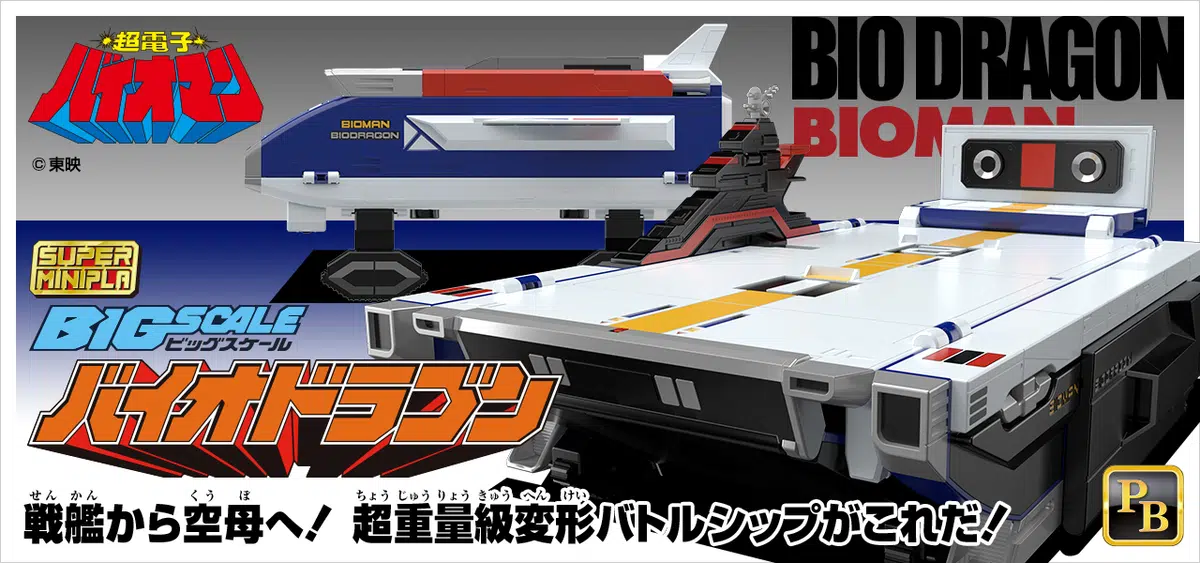 超電子
バイオマン
© 東映
BIOMAN
BIODRAGON
BIO DRAGON
BIOMAN
SUPER
MINIPLA
BIG SCALE
ビッグスケール
バイオドラゴン
BIOMAN
BIODRAGON
せんかん くうぼ ちょうじゅうりょうきゅうへんけい
戦艦から空母へ! 超重量級変形バトルシップがこれだ!
PB